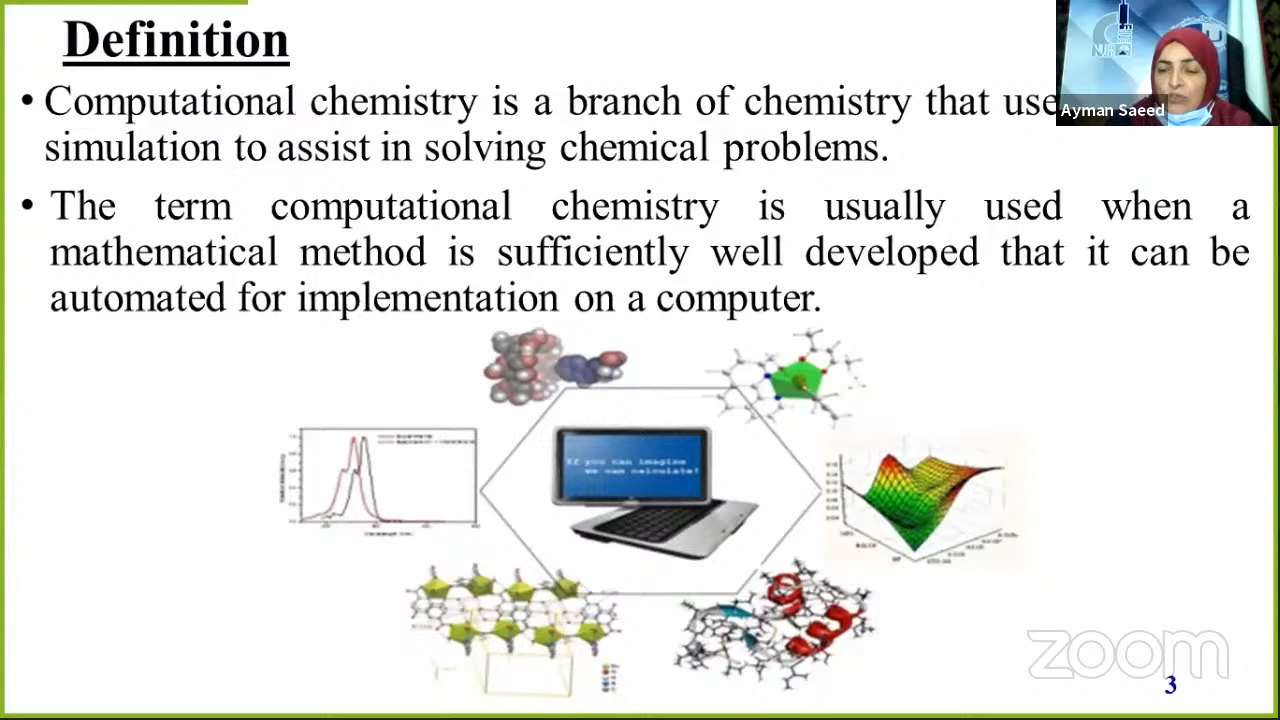 Definition
• Computational chemistry is a branch of chemistry that use
simulation to assist in solving chemical problems.
• The term computational chemistry is usually used when a
mathematical method is sufficiently well developed that it can be
automated for implementation on a computer.
Ayman Saeed
If you can imagine
we can calculate!
zoom
3